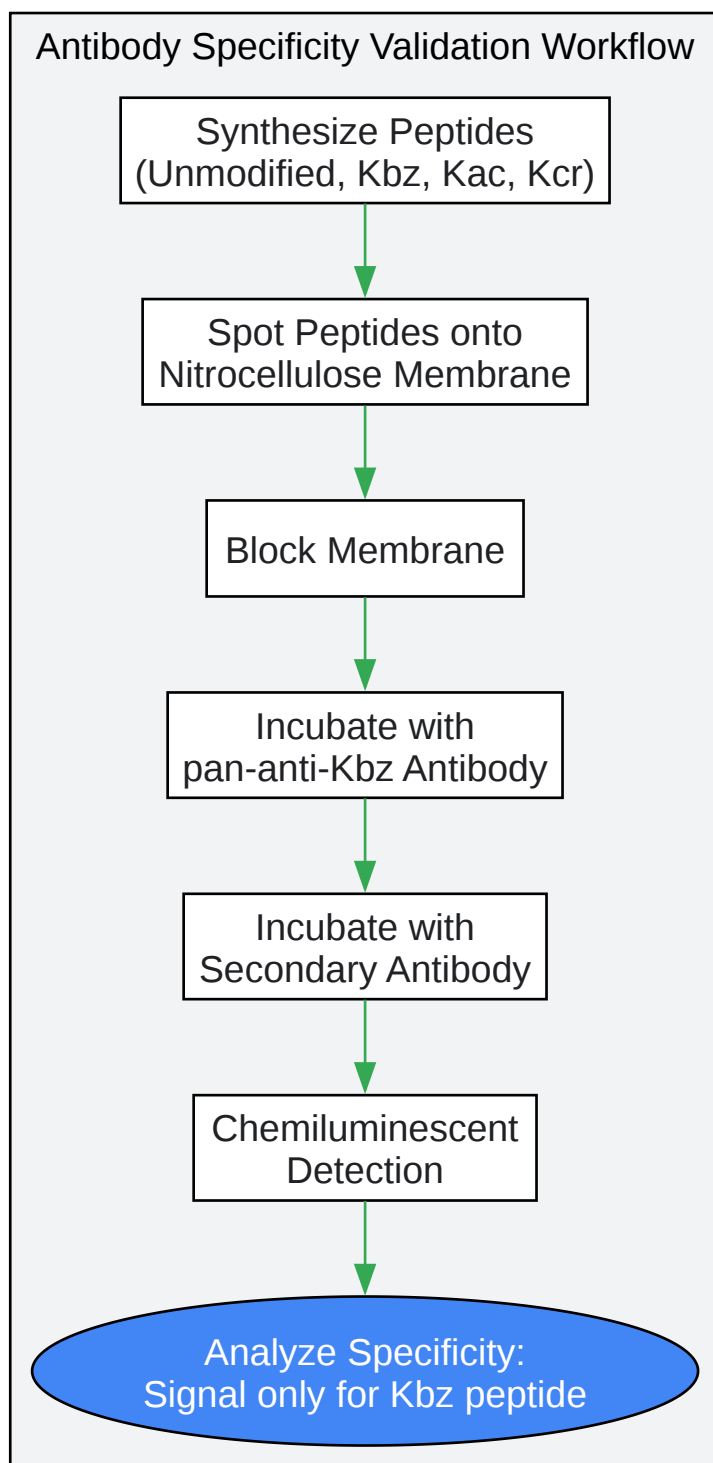 Antibody Specificity Validation Workflow
Synthesize Peptides
(Unmodified, Kbz, Kac, Kcr)
Spot Peptides onto
Nitrocellulose Membrane
Block Membrane
Incubate with
pan-anti-Kbz Antibody
Incubate with
Secondary Antibody
Chemiluminescent
Detection
Analyze Specificity:
Signal only for Kbz peptide